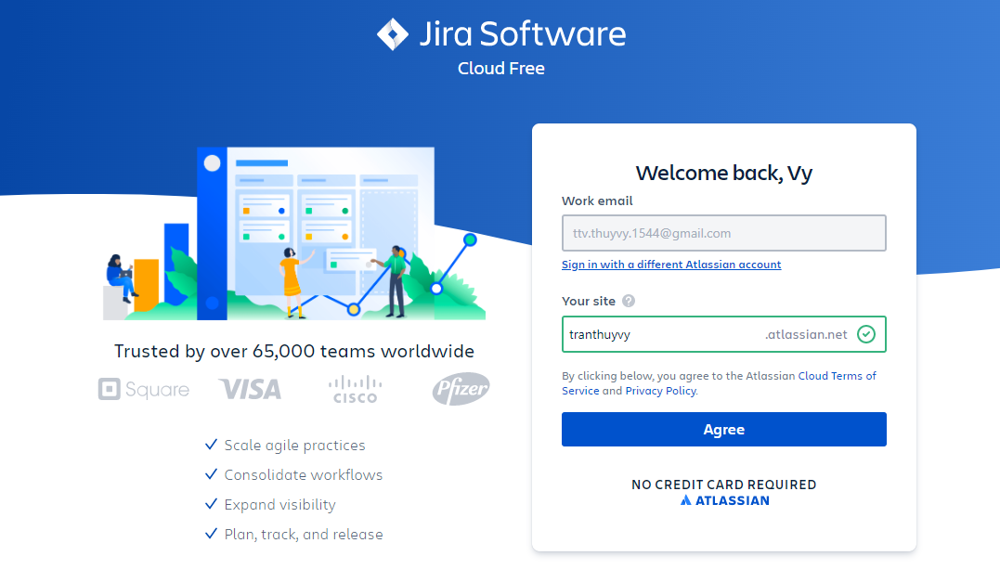 Jira Software
Cloud Free
Trusted by over 65,000 teams worldwide
Square VISA CISCO Pfizer
Scale agile practices
Consolidate workflows
Expand visibility
Plan, track, and release
Welcome back, Vy
Work email
ttv.thuyvy.1544@gmail.com
Sign in with a different Atlassian account
Your site ?
tranthuyvy .atlassian.net
By clicking below, you agree to the Atlassian Cloud Terms of
Service and Privacy Policy.
Agree
NO CREDIT CARD REQUIRED
ATLASSIAN